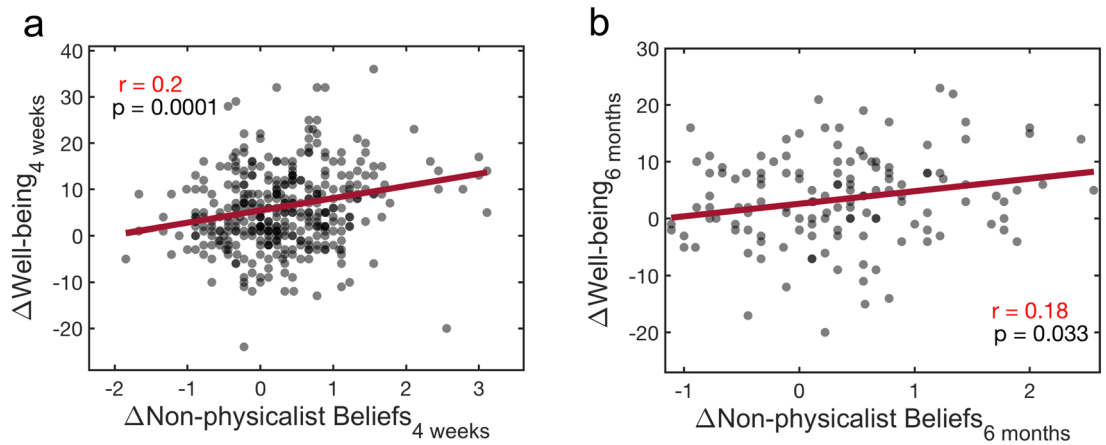 a
40
30
20
10
0
-10
-20
r = 0.2
p = 0.0001
ΔWell-being4 weeks
-2 -1 0 1 2 3
ΔNon-physicalist Beliefs4 weeks
b
30
20
10
0
-10
-20
r = 0.18
p = 0.033
ΔWell-being6 months
-1 0 1 2
ΔNon-physicalist Beliefs6 months